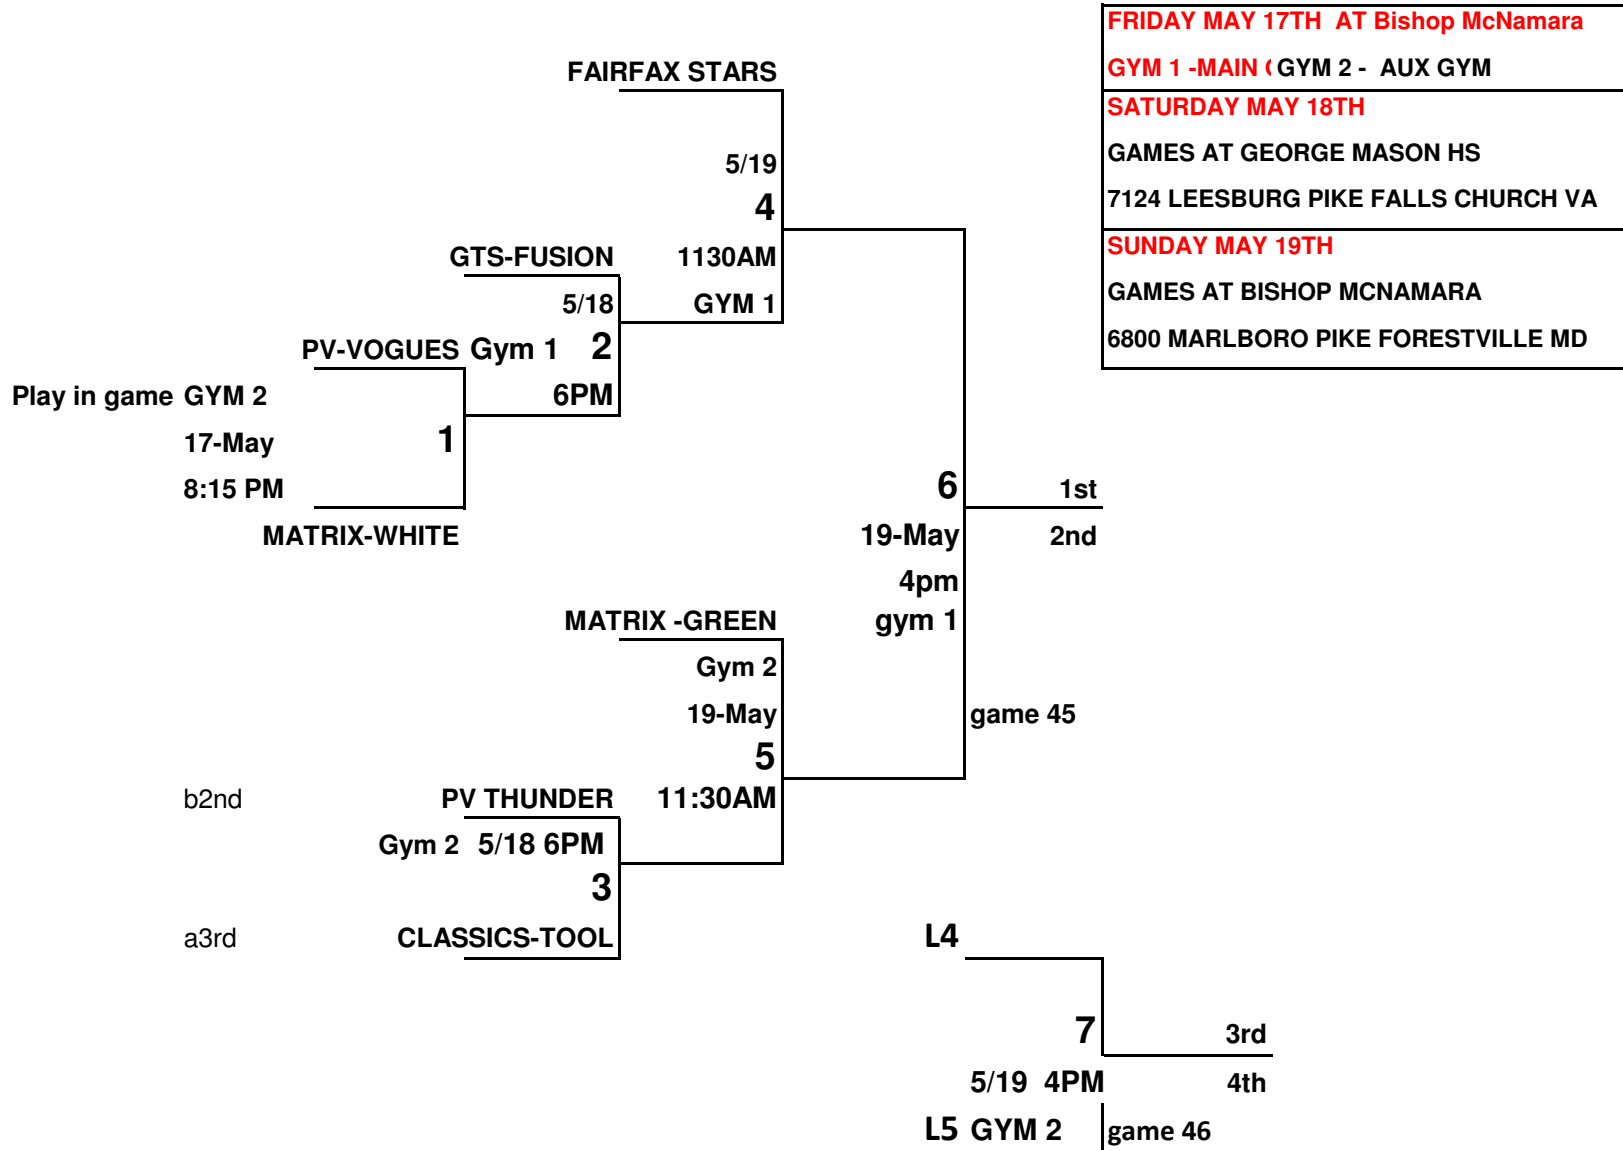 FRIDAY MAY 17TH  AT Bishop McNamara
FAIRFAX STARS
GYM 1 -MAIN GYM 2 -  AUX GYM
SATURDAY MAY 18TH
GAMES AT GEORGE MASON HS
5/19
7124 LEESBURG PIKE FALLS CHURCH VA
4
SUNDAY MAY 19TH
GTS-FUSION
1130AM
GAMES AT BISHOP MCNAMARA
5/18
GYM 1
6800 MARLBORO PIKE FORESTVILLE MD
PV-VOGUES Gym 1 2
Play in game GYM 2
6PM
17-May
1
8:15 PM
6
1st
MATRIX-WHITE
19-May
2nd
4pm
MATRIX -GREEN
gym 1
Gym 2
19-May
game 45
5
b2nd
PV THUNDER
11:30AM
Gym 2 5/18 6PM
3
a3rd
CLASSICS-TOOL
L4
7
3rd
5/19 4PM
4th
L5 GYM 2
game 46